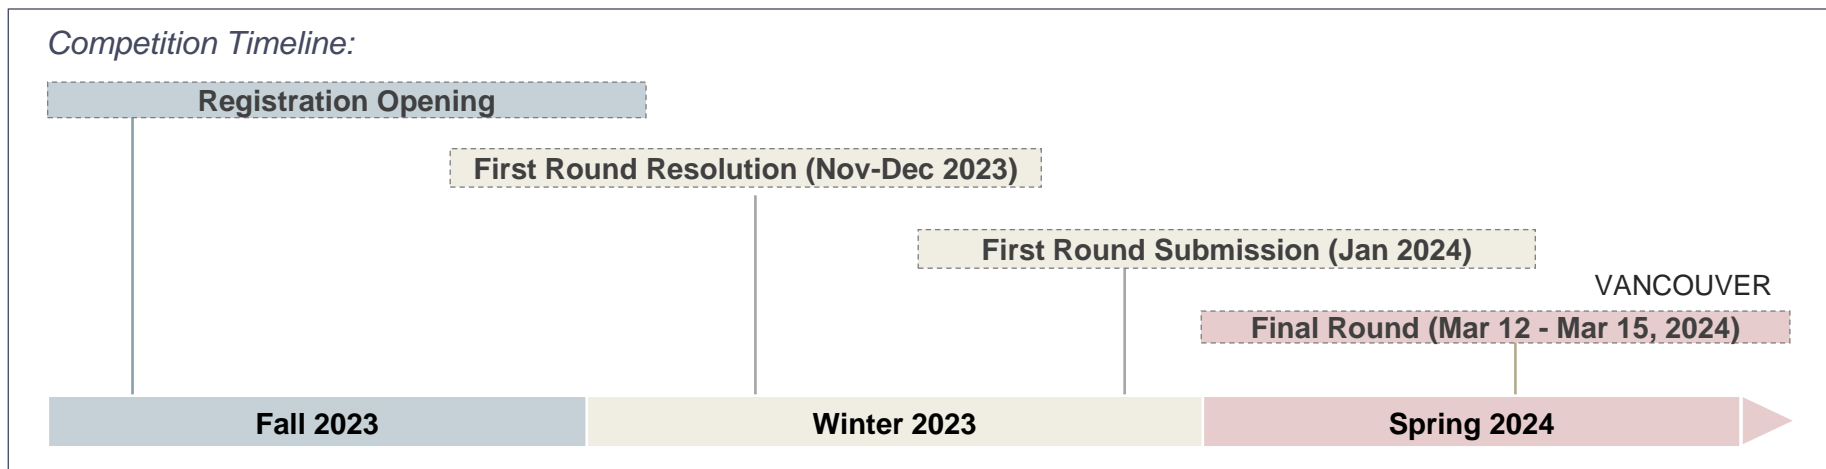 Competition Timeline:
Registration Opening
First Round Resolution (Nov-Dec 2023)
First Round Submission (Jan 2024)
VANCOUVER
Final Round (Mar 12 - Mar 15, 2024)
Fall 2023
Winter 2023
Spring 2024